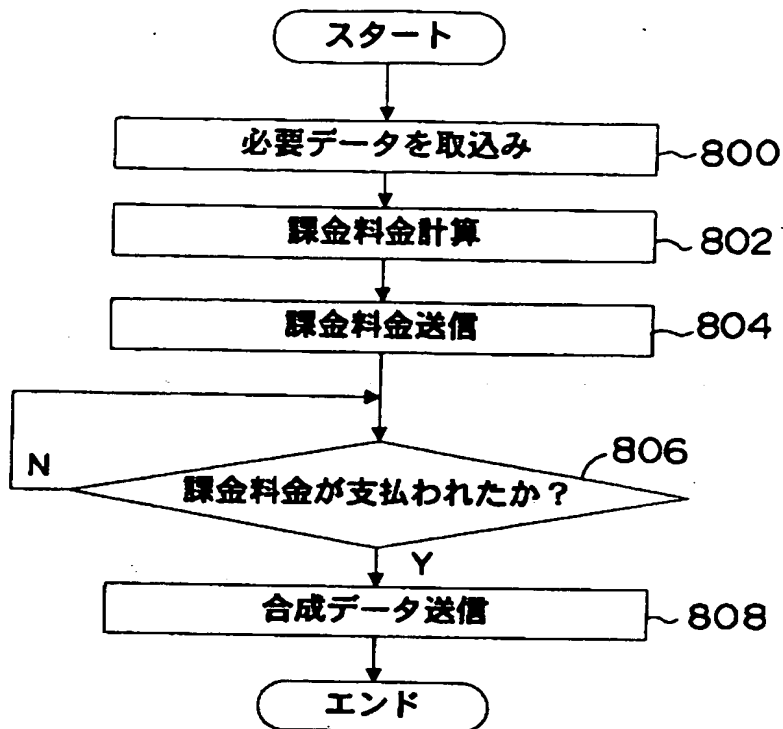 スタート
必要データを取込み
800
課金料金計算
802
課金料金送信
804
806
N
課金料金が支払われたか?
Y
合成データ送信
808
エンド